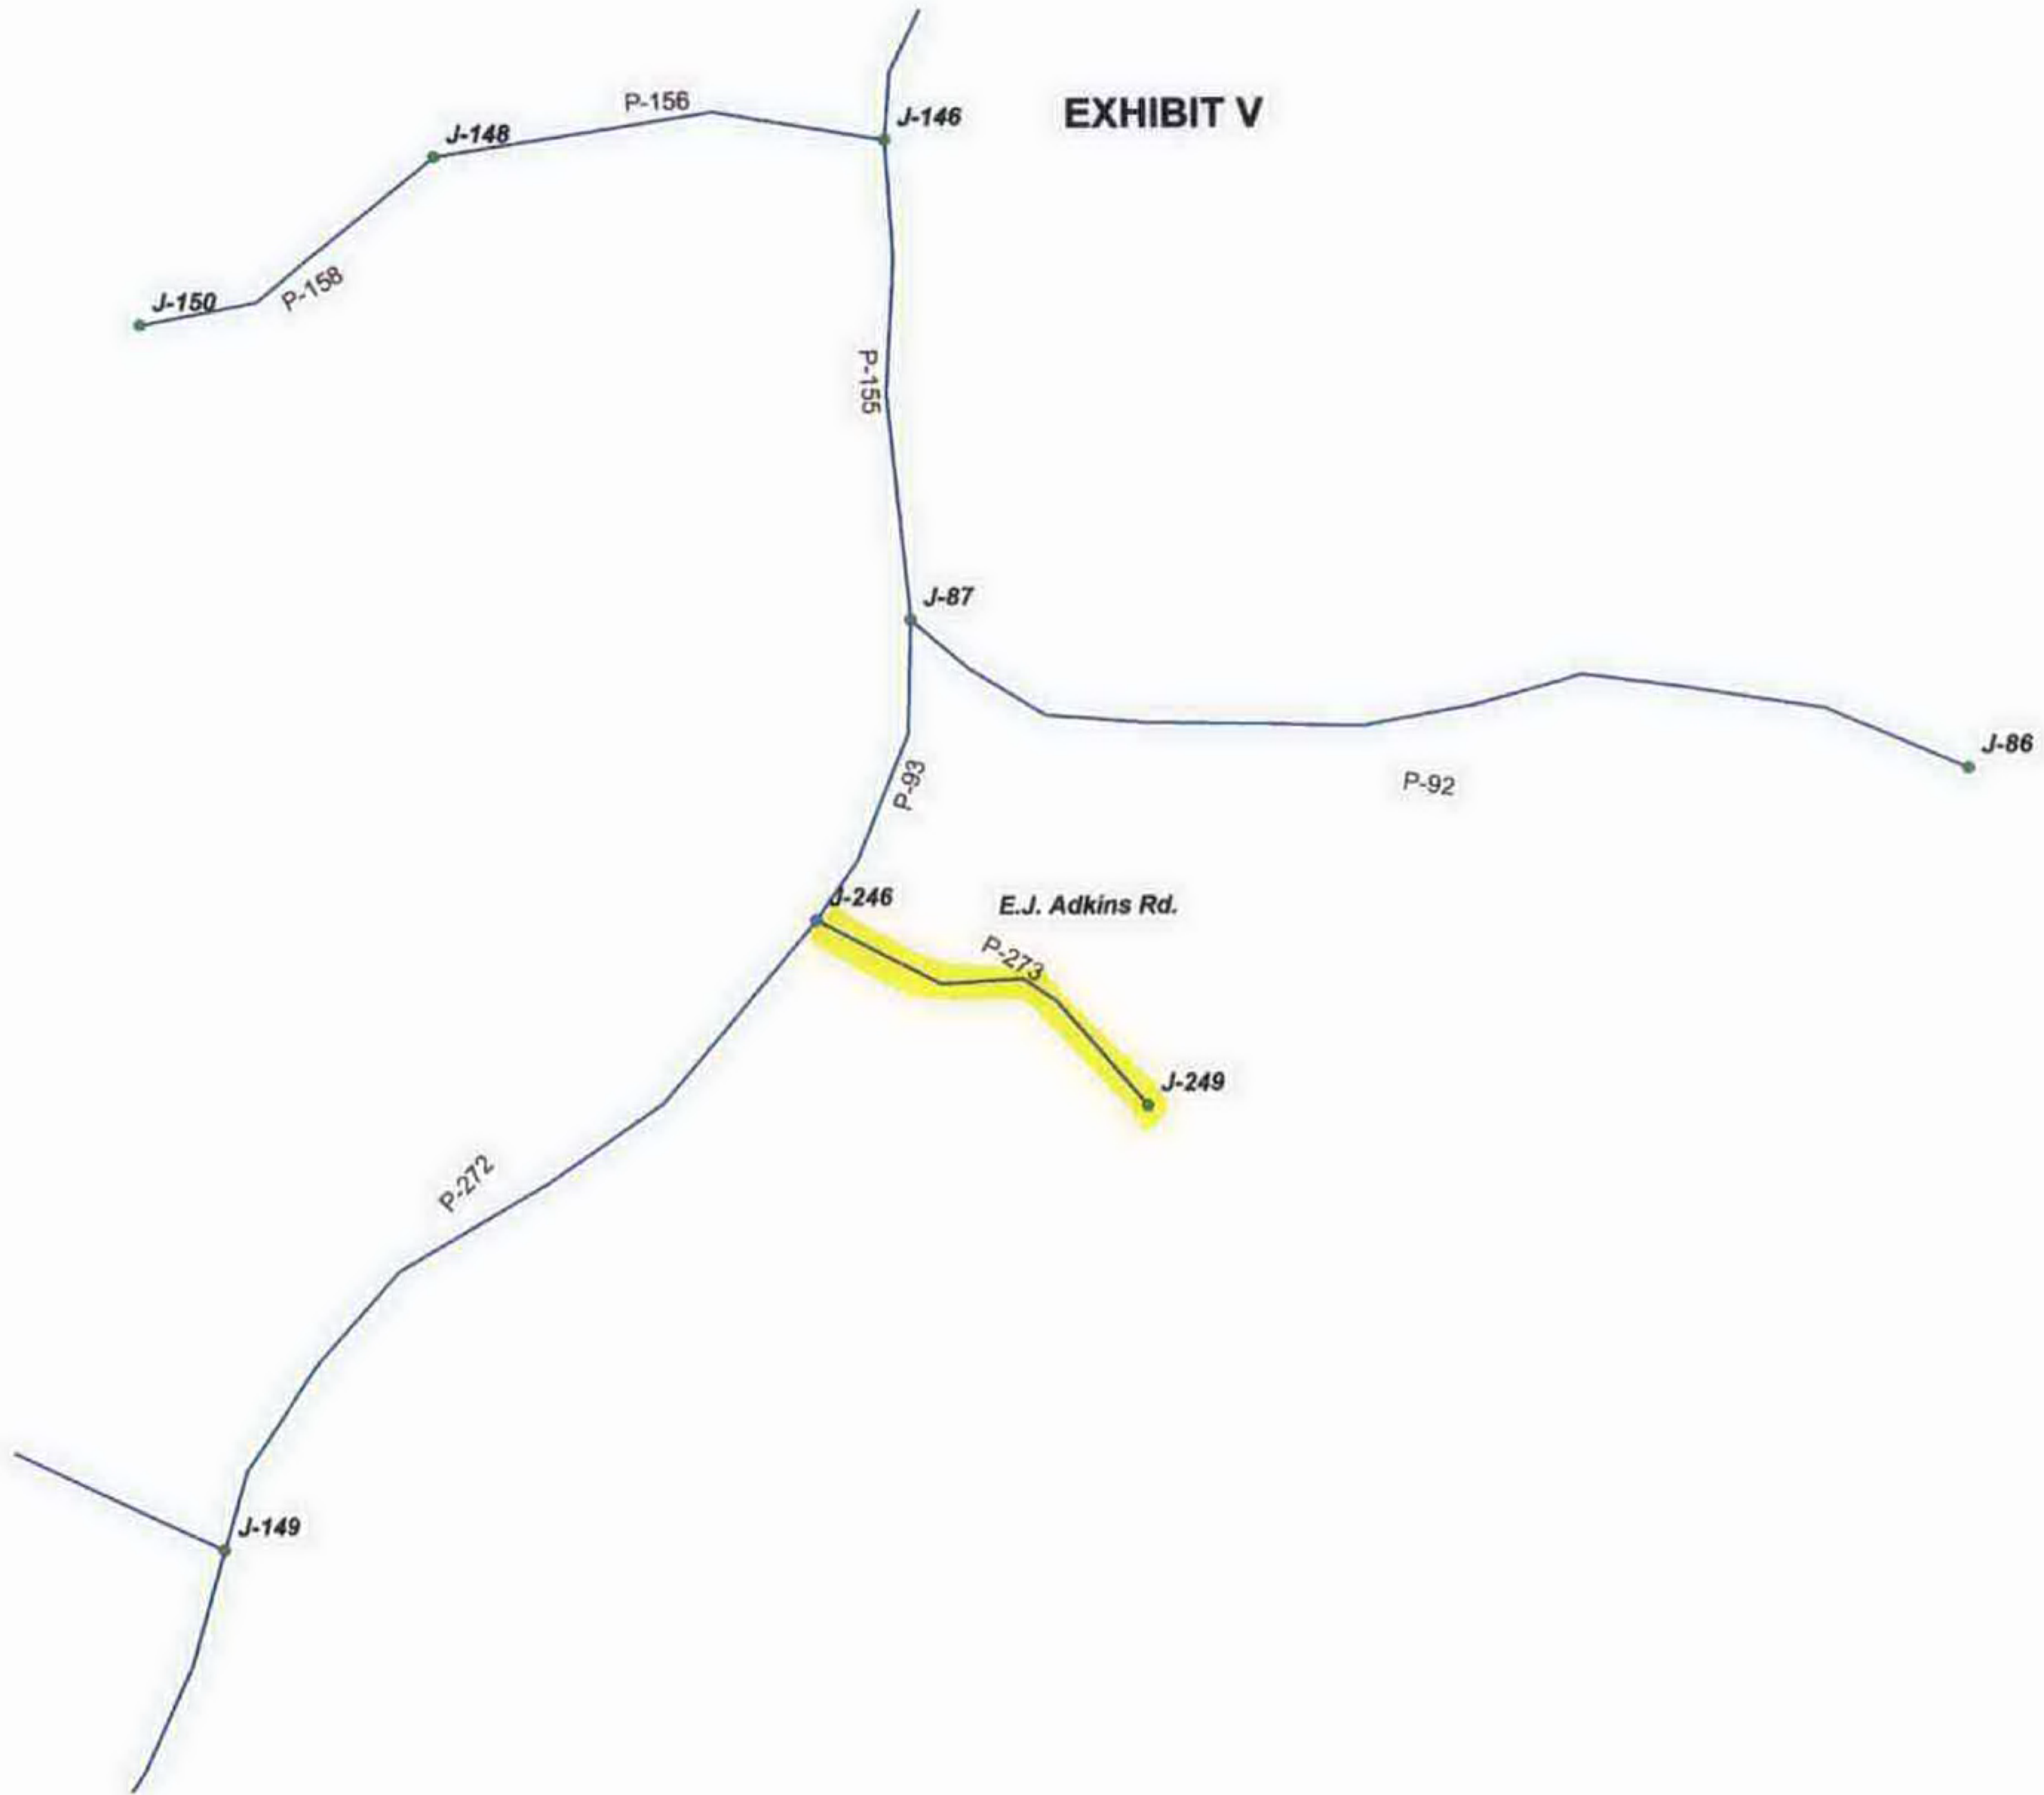 EXHIBIT V
P-156
J-146
J-148
J-150
P-158
P-155
J-87
J-86
P-93
P-92
J-246
E.J. Adkins Rd.
P-273
J-249
P-272
J-149